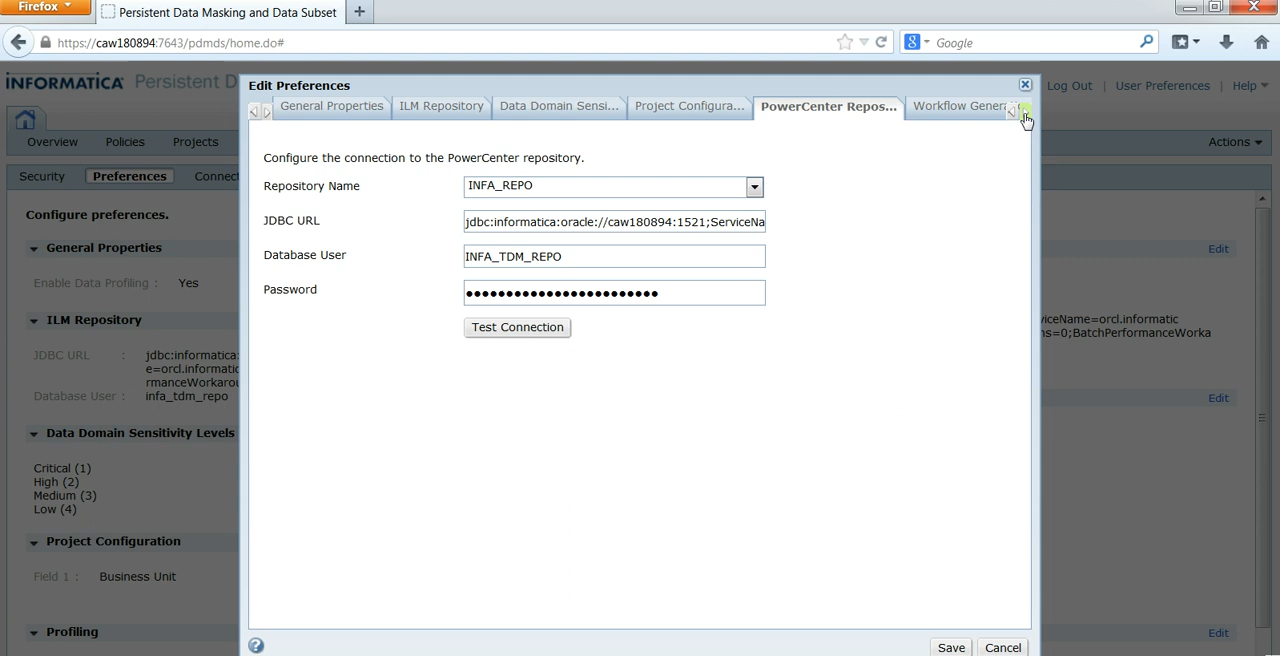 Firefox
Persistent Data Masking and Data Subset
https://caw180894:7643/pdmds/home.do#
Google
INFORMATICA Persistent D
Log Out | User Preferences | Help
Edit Preferences
General Properties
ILM Repository
Data Domain Sensi...
Project Configura...
PowerCenter Repos...
Workflow Genera
Overview
Policies
Projects
Actions
Security
Preferences
Connect
Configure preferences.
General Properties
Edit
Enable Data Profiling : Yes
ILM Repository
JDBC URL : jdbc:informatica:
e=orcl.informatic
rmanceWorkarou
Database User : infa_tdm_repo
viceName=orcl.informatic
ns=0;BatchPerformanceWorka
Edit
Data Domain Sensitivity Levels
Critical (1)
High (2)
Medium (3)
Low (4)
Project Configuration
Field 1 : Business Unit
Profiling
Edit
Configure the connection to the PowerCenter repository.
Repository Name INFA_REPO
JDBC URL jdbc:informatica:oracle://caw180894:1521;ServiceNa
Database User INFA_TDM_REPO
Password ••••••••••••••••••••••••
Test Connection
Save
Cancel